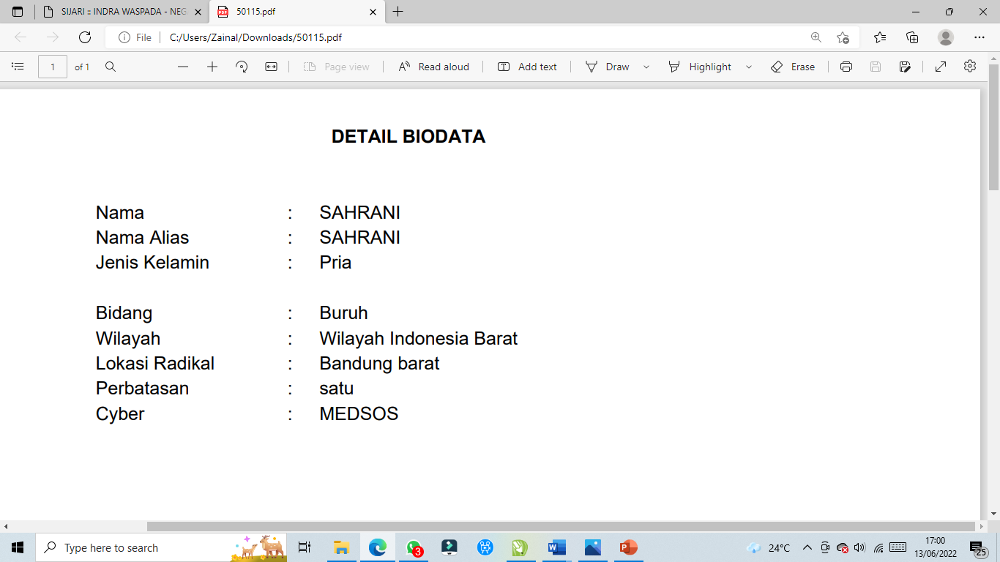 SIJARI :: INDRA WASPADA - NEG
50115.pdf
File C:/Users/Zainal/Downloads/50115.pdf
1 of 1 Page view Read aloud Add text Draw Highlight Erase
DETAIL BIODATA
Nama : SAHRANI
Nama Alias : SAHRANI
Jenis Kelamin : Pria
Bidang : Buruh
Wilayah : Wilayah Indonesia Barat
Lokasi Radikal : Bandung barat
Perbatasan : satu
Cyber : MEDSOS
Type here to search 3 24°C 17:00
13/06/2022 25